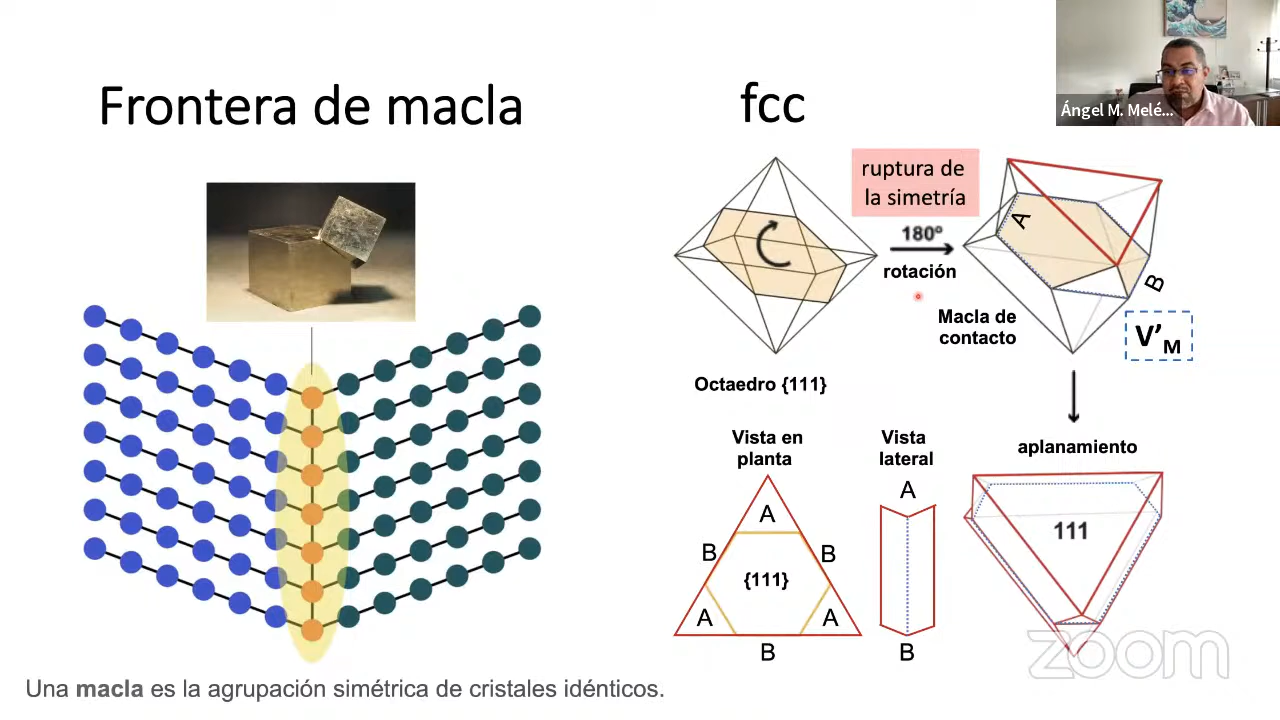 Frontera de macla
fcc
Ángel M. Melé...
ruptura de
la simetría
180º
rotación
A
B
Macla de
contacto
V'M
Octaedro {111}
Vista en
planta
Vista
lateral
aplanamiento
A
A
B
B
{111}
111
A
A
B
B
zoom
Una macla es la agrupación simétrica de cristales idénticos.